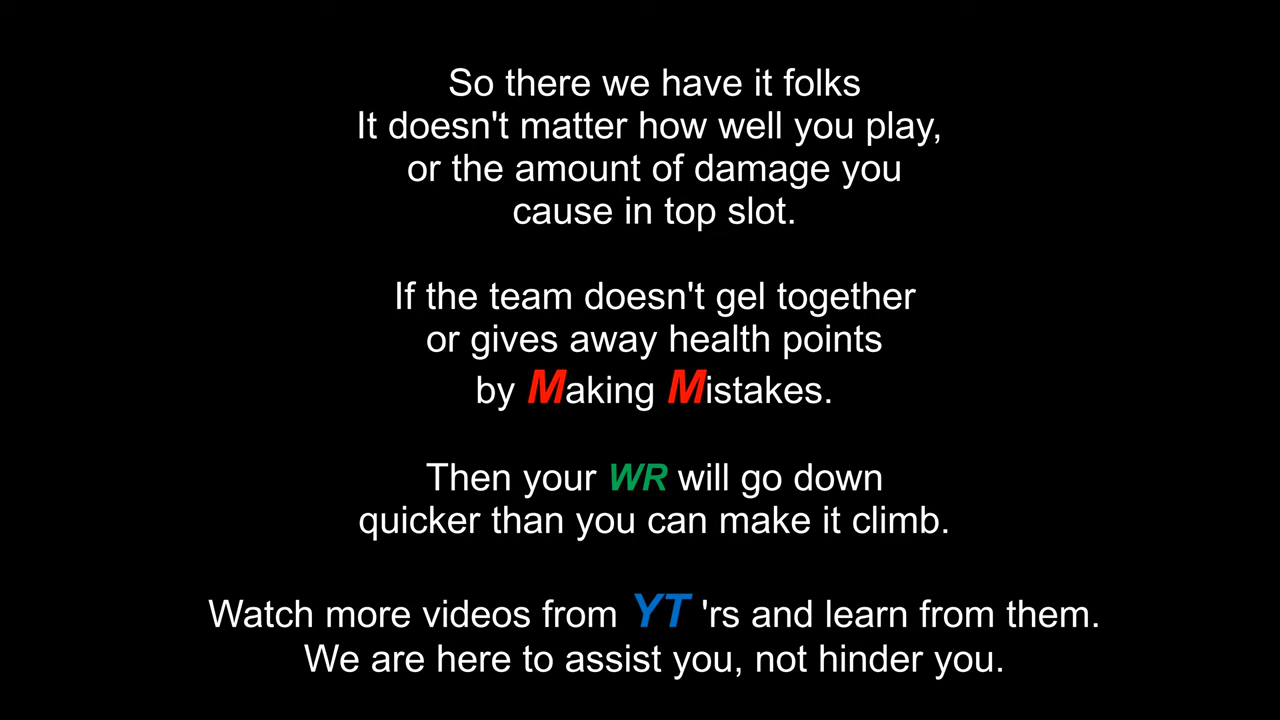 So there we have it folks
It doesn't matter how well you play,
or the amount of damage you
cause in top slot.
If the team doesn't gel together
or gives away health points
by Making Mistakes.
Then your WR will go down
quicker than you can make it climb.
Watch more videos from YT 'rs and learn from them.
We are here to assist you, not hinder you.